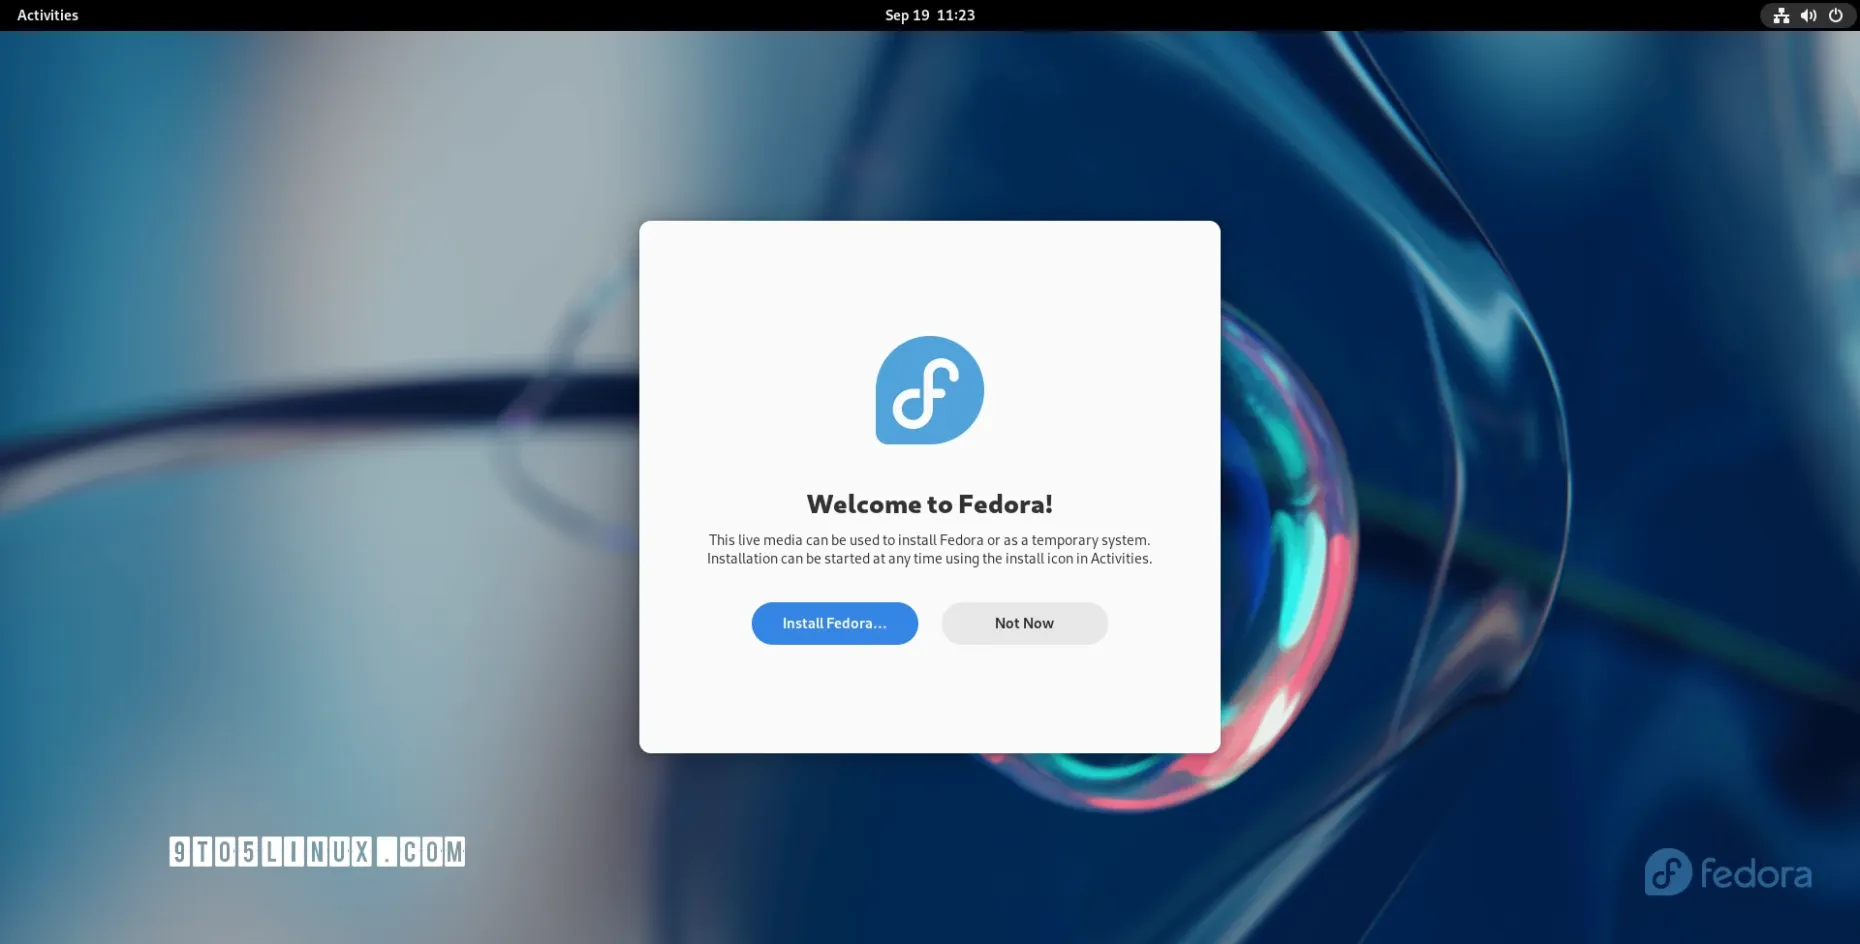 Activities
Sep 19 11:23
Welcome to Fedora!
This live media can be used to install Fedora or as a temporary system.
Installation can be started at any time using the install icon in Activities.
Install Fedora...
Not Now
9TO5LINUX.COM
fedora